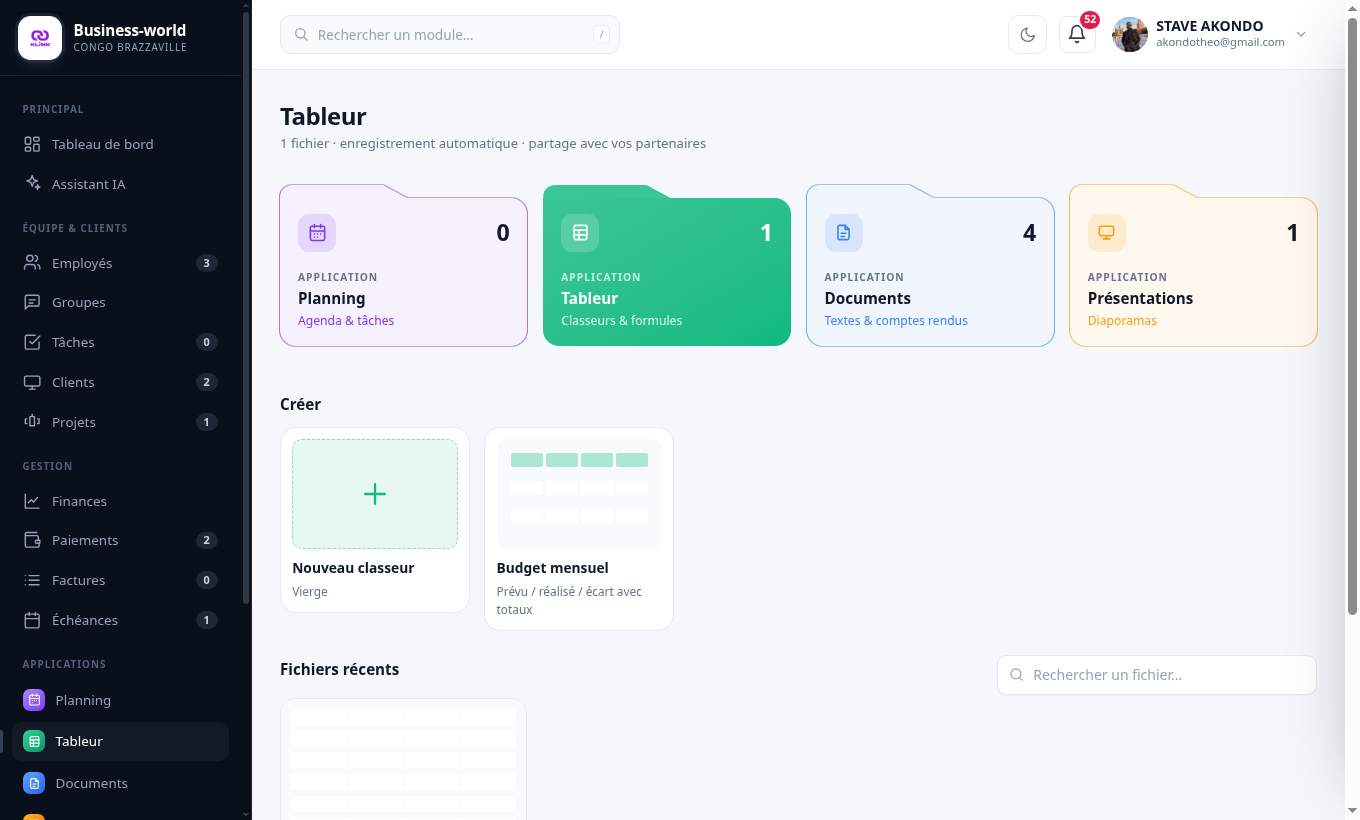 KLINK
Business-world
CONGO BRAZZAVILLE
PRINCIPAL
Tableau de bord
Assistant IA
ÉQUIPE & CLIENTS
Employés 3
Groupes
Tâches 0
Clients 2
Projets 1
GESTION
Finances
Paiements 2
Factures 0
Échéances 1
APPLICATIONS
Planning
Tableur
Documents
Rechercher un module... /
52
STAVE AKONDO
akondotheo@gmail.com
Tableur
1 fichier · enregistrement automatique · partage avec vos partenaires
0
APPLICATION
Planning
Agenda & tâches
1
APPLICATION
Tableur
Classeurs & formules
4
APPLICATION
Documents
Textes & comptes rendus
1
APPLICATION
Présentations
Diaporamas
Créer
Nouveau classeur
Vierge
Budget mensuel
Prévu / réalisé / écart avec
totaux
Fichiers récents
Rechercher un fichier...